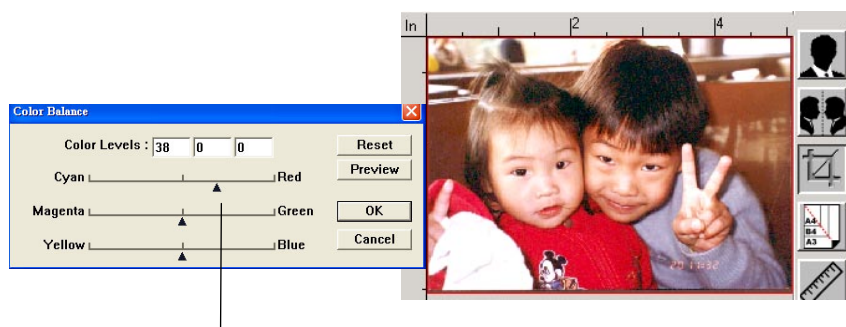 Color Balance
Color Levels : 38 0 0
Reset
Cyan Red
Preview
Magenta Green
OK
Yellow Blue
Cancel
In 2 4
A4
B4
A3